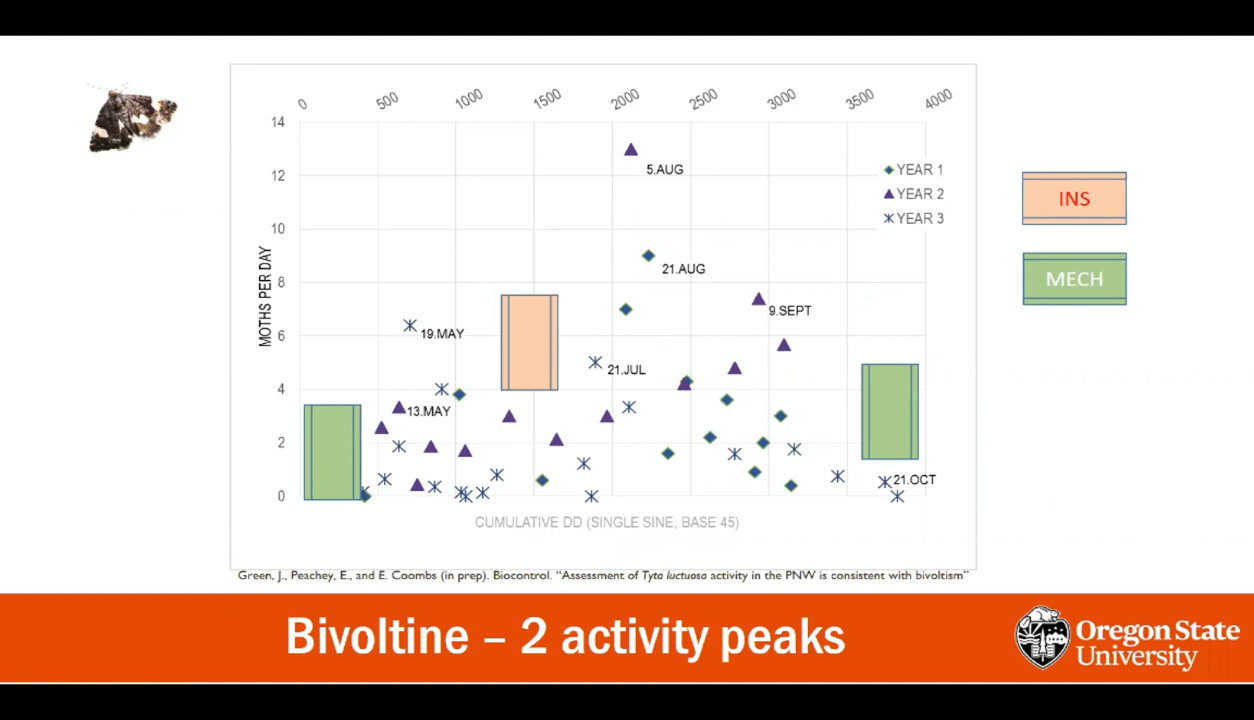 0 500 1000 1500 2000 2500 3000 3500 4000
14
12
10
8
6
4
2
0
MOTHS PER DAY
5.AUG
YEAR 1
YEAR 2
YEAR 3
21.AUG
9.SEPT
19.MAY
21.JUL
13.MAY
21.OCT
INS
MECH
CUMULATIVE DD (SINGLE SINE, BASE 45)
Green, J., Peachey, E., and E. Coombs (in prep). Biocontrol. “Assessment of Tyta luctuosa activity in the PNW is consistent with bivoltism”
Bivoltine – 2 activity peaks
Oregon State
University